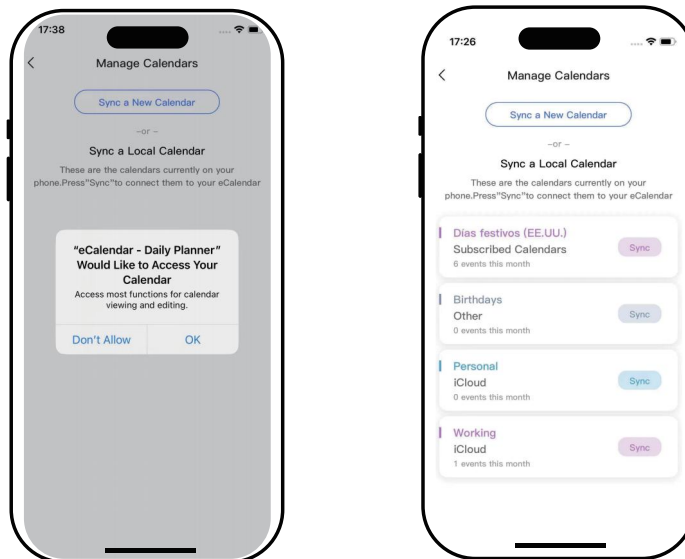 17:38
Manage Calendars
Sync a New Calendar
–or –
Sync a Local Calendar
These are the calendars currently on your
phone.Press"Sync"to connect them to your eCalendar
"eCalendar - Daily Planner"
Would Like to Access Your
Calendar
Access most functions for calendar
viewing and editing.
Don't Allow
OK
17:26
Manage Calendars
Sync a New Calendar
–or –
Sync a Local Calendar
These are the calendars currently on your
phone.Press"Sync"to connect them to your eCalendar
Días festivos (EE.UU.)
Subscribed Calendars
Sync
6 events this month
Birthdays
Other
Sync
0 events this month
Personal
iCloud
Sync
0 events this month
Working
iCloud
Sync
1 events this month